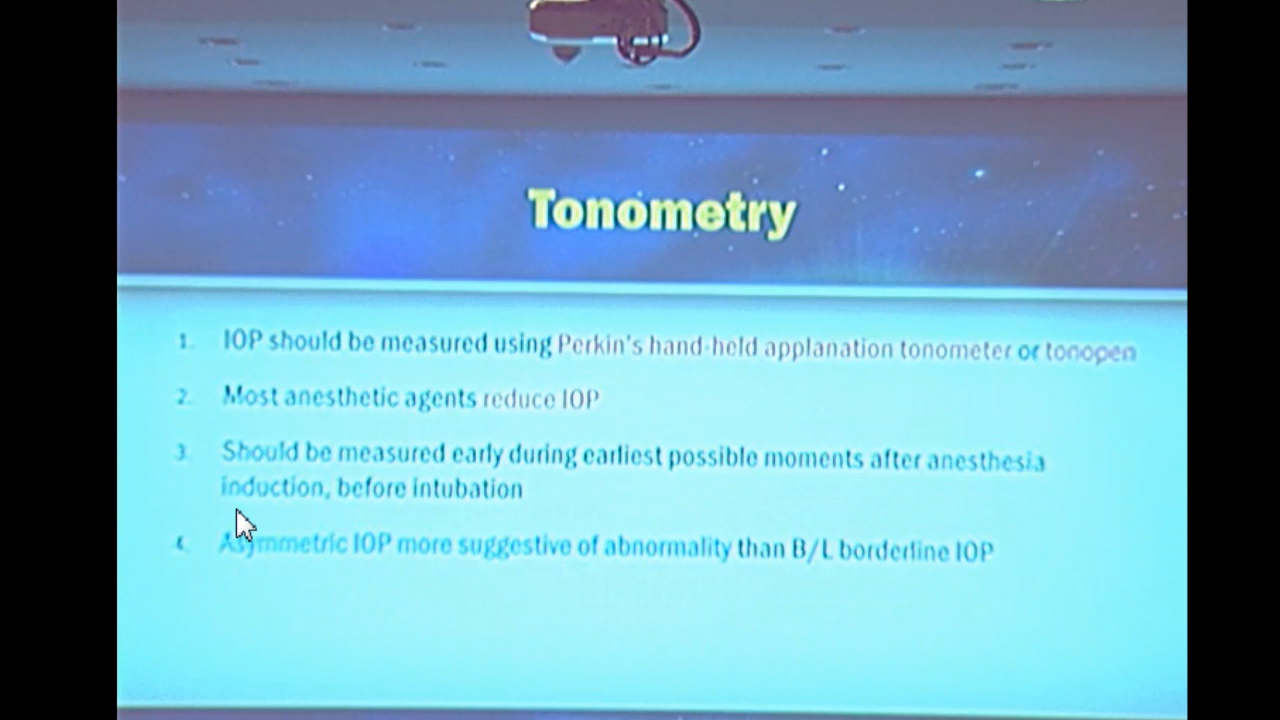 Tonometry
1. IOP should be measured using Perkin's hand-held applanation tonometer or tonopen
2. Most anesthetic agents reduce IOP
3. Should be measured early during earliest possible moments after anesthesia
induction, before intubation
4. Asymmetric IOP more suggestive of abnormality than B/L borderline IOP